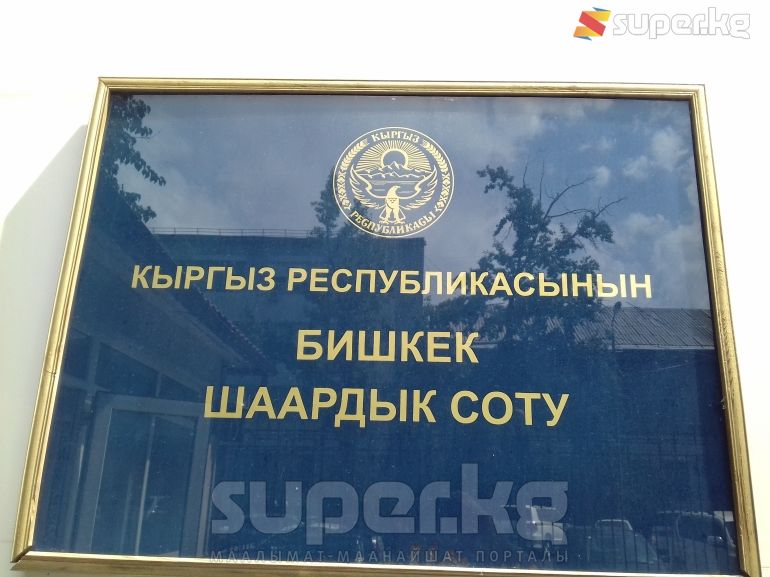 super.kg
КЫРГЫЗ
РЕСПУБЛИКАСЫ
КЫРГЫЗ РЕСПУБЛИКАСЫНЫН
БИШКЕК
ШААРДЫК СОТУ
super.kg
МААЛЫМАТ-МААНАЙШАТ ПОРТАЛЫ